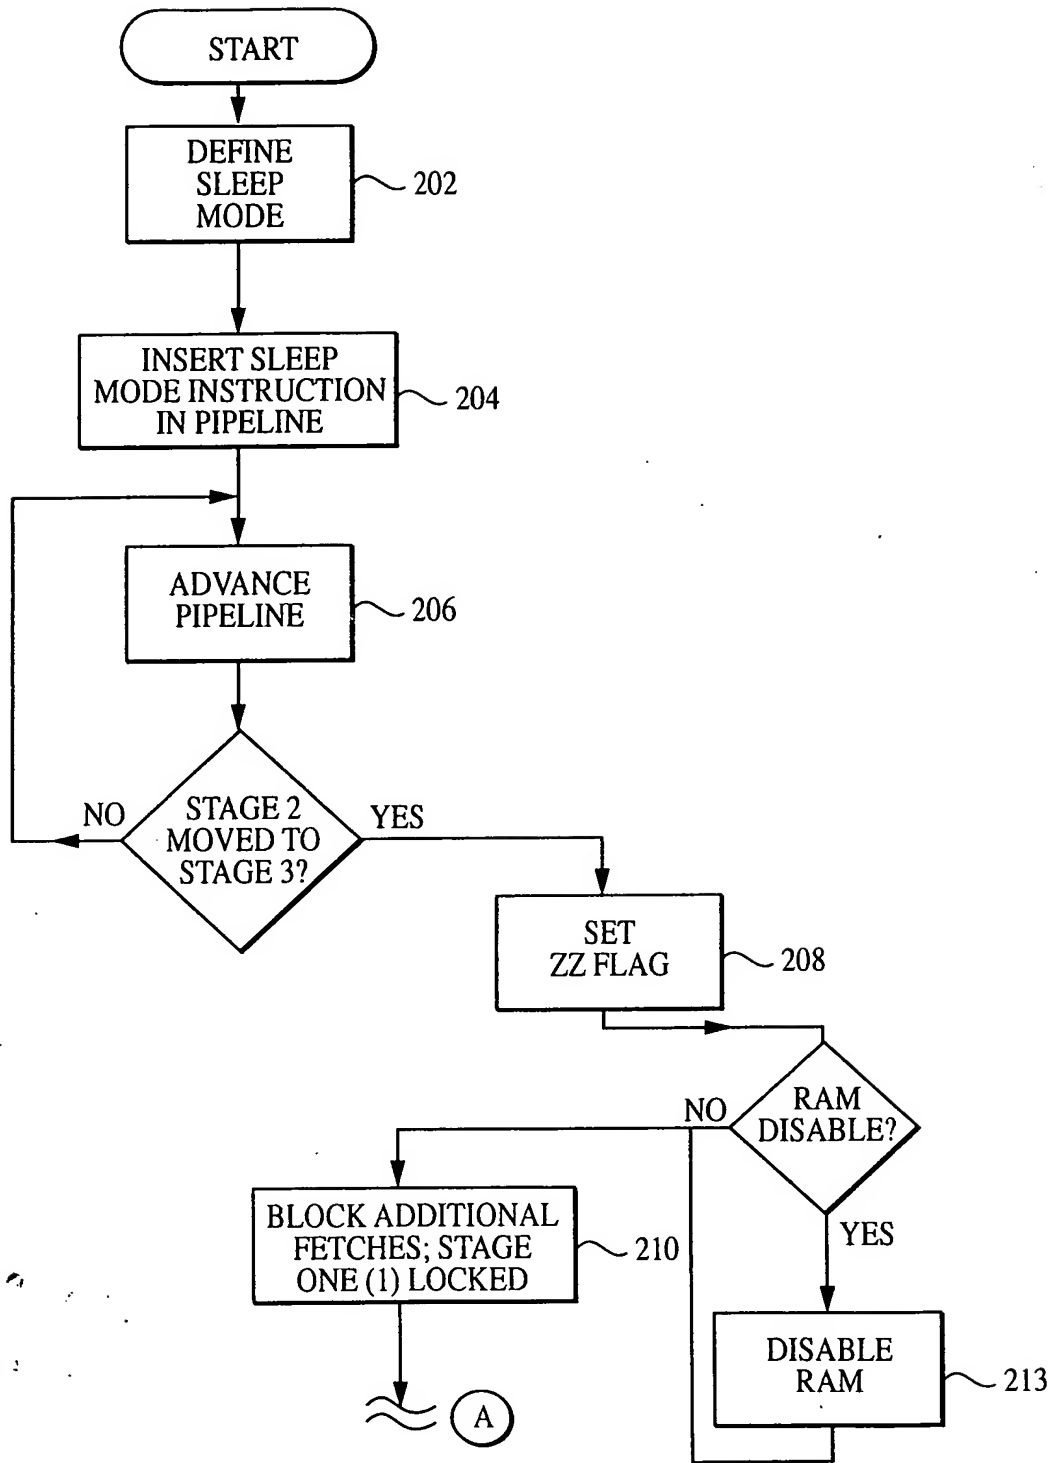 START
DEFINE
SLEEP
MODE
202
INSERT SLEEP
MODE INSTRUCTION
IN PIPELINE
204
ADVANCE
PIPELINE
206
NO
STAGE 2
MOVED TO
STAGE 3?
YES
SET
ZZ FLAG
208
NO
RAM
DISABLE?
YES
BLOCK ADDITIONAL
FETCHES; STAGE
ONE (1) LOCKED
210
DISABLE
RAM
213
A